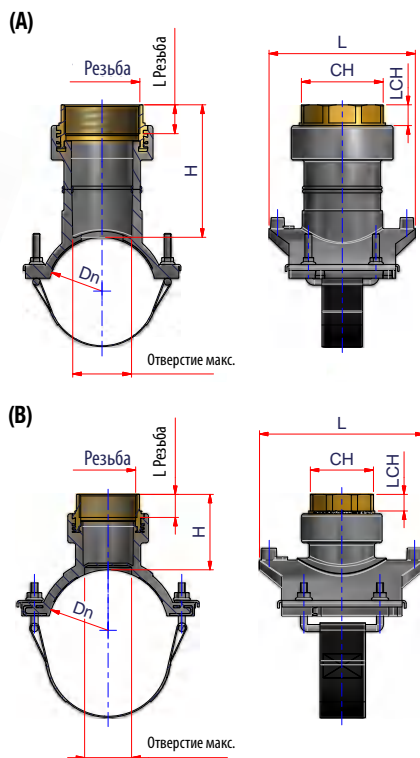 (A)
Резьба
L Резьба
H
Dn
Отверстие макс.
L
CH
LCH
(B)
Резьба
L Резьба
H
Dn
Отверстие макс.
L
CH
LCH